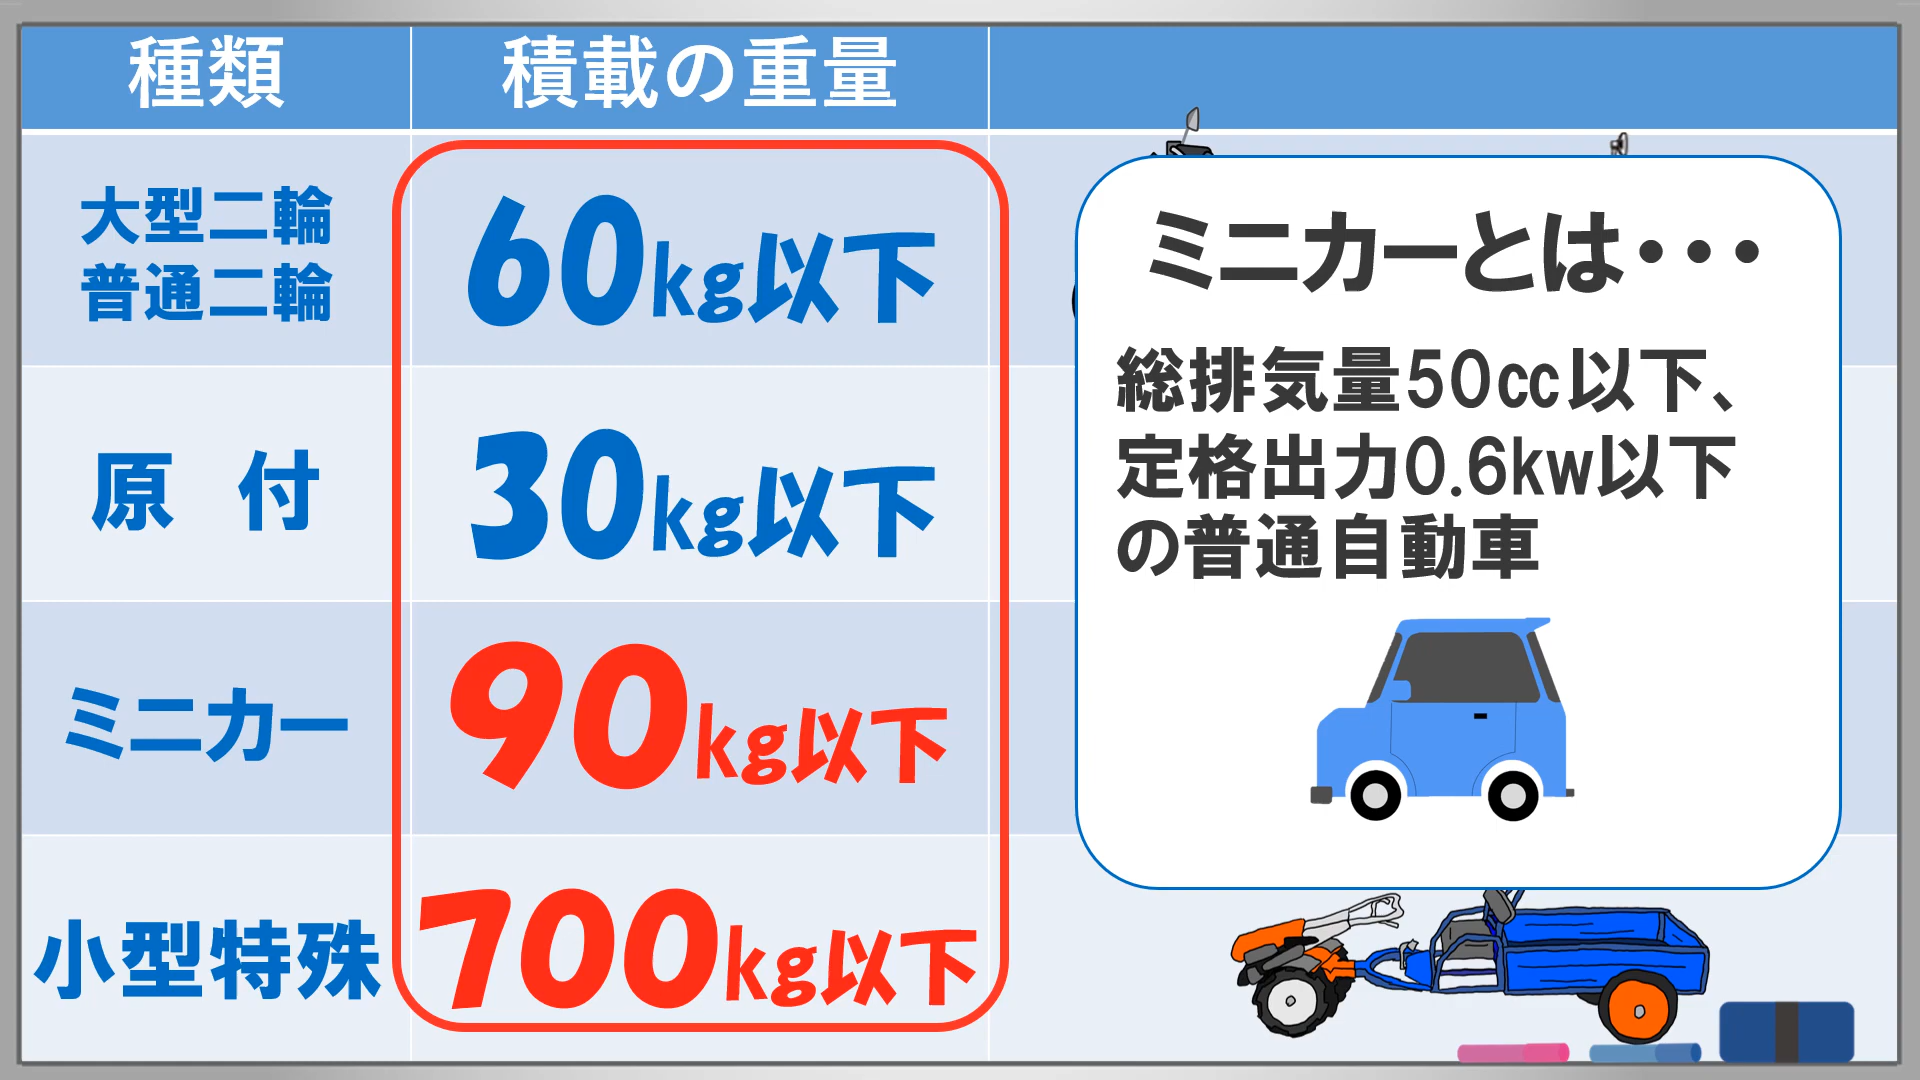 種類
積載の重量
大型二輪
普通二輪
60kg以下
原 付
30kg以下
ミニカー
90kg以下
小型特殊
700kg以下
ミニカーとは・・・
総排気量50cc以下、
定格出力0.6kw以下
の普通自動車